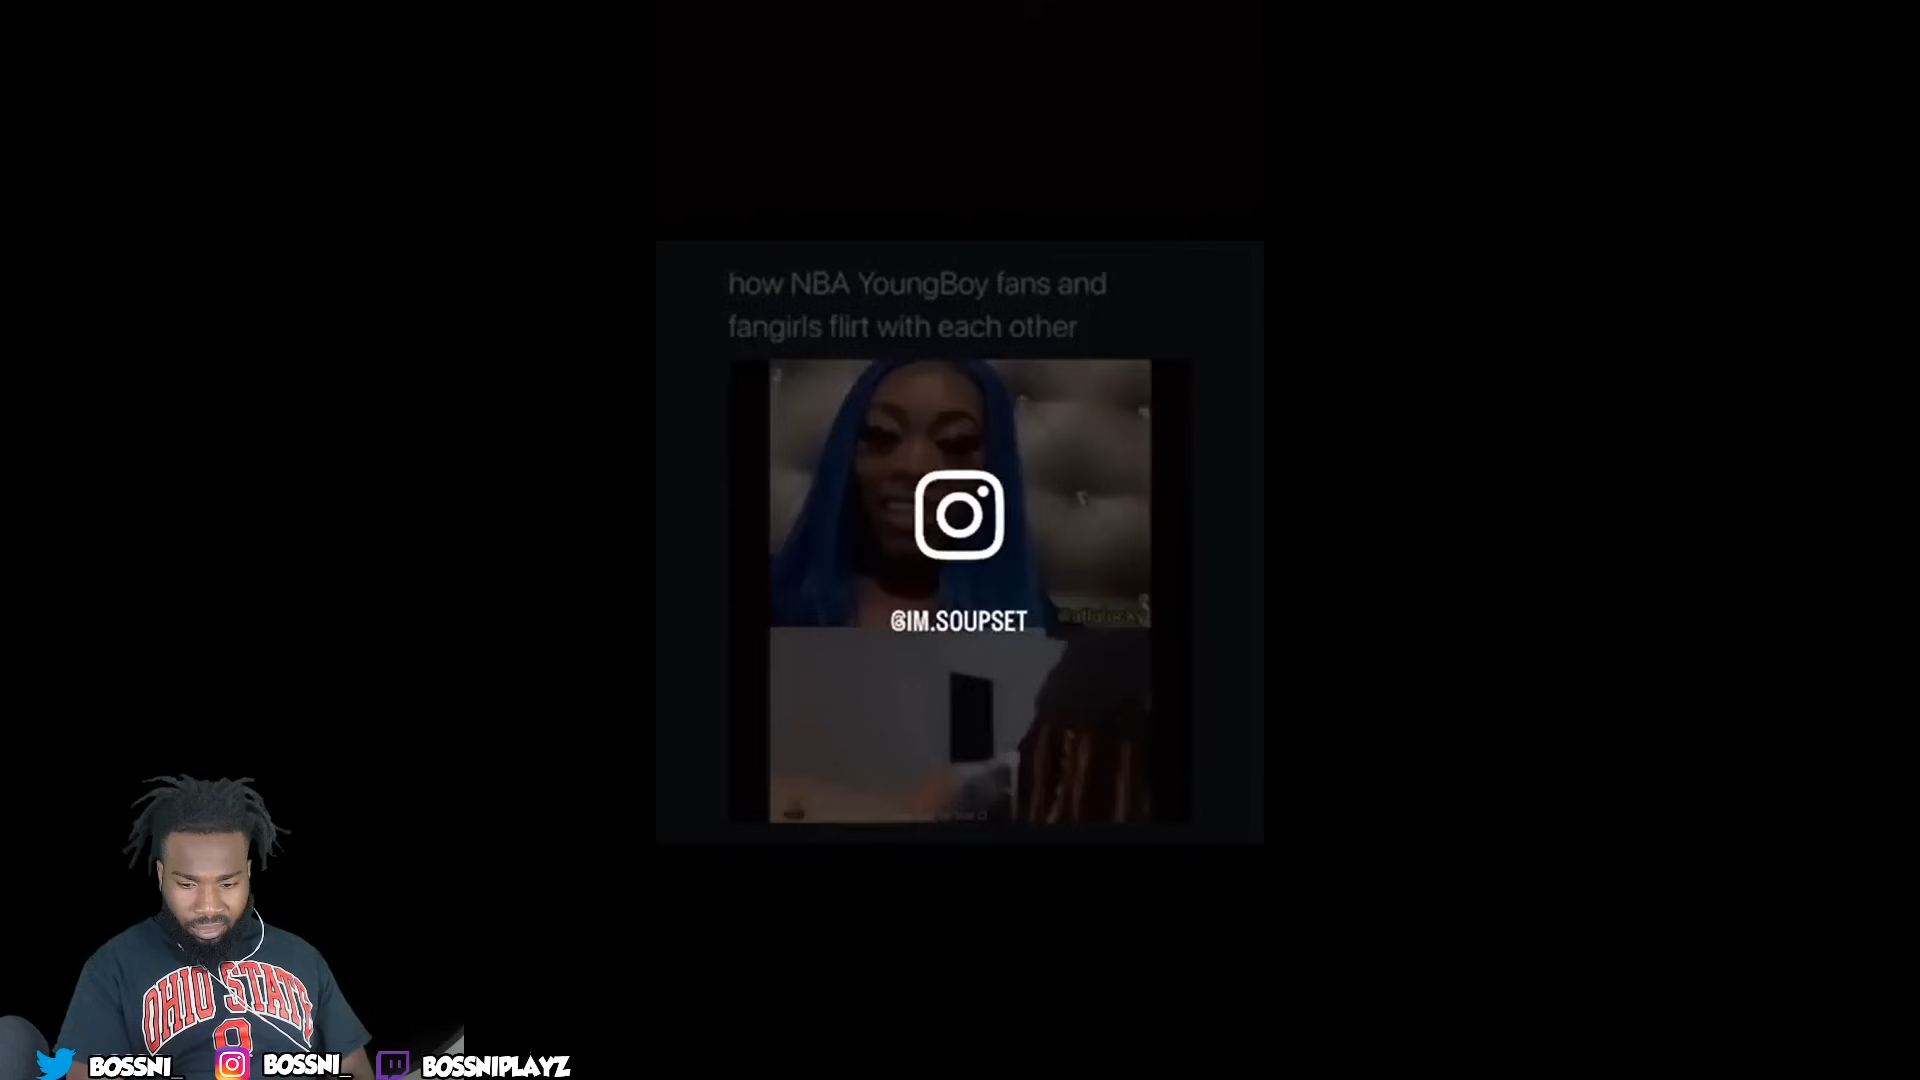 how NBA YoungBoy fans and
fangirls flirt with each other
@IM.SOUPSET
OHIO STATE
BOSSNI_
BOSSNI_
BOSSNIPLAYZ